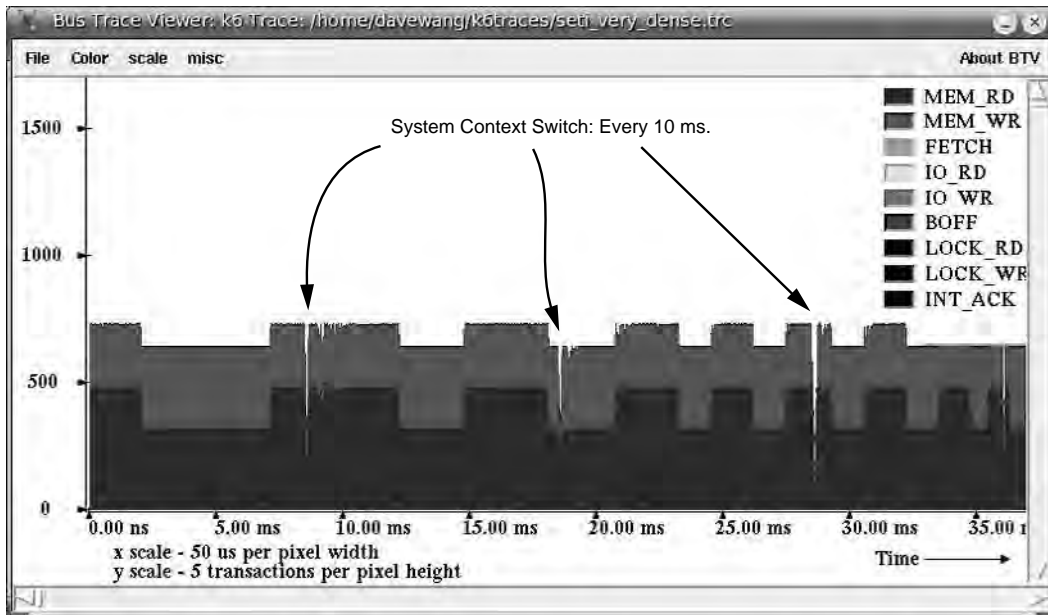 Bus Trace Viewer: k6 Trace: /home/davewang/k6traces/seti_very_dense.trc
File Color scale misc About BTV
System Context Switch: Every 10 ms.
MEM_RD
MEM_WR
FETCH
IO_RD
IO_WR
BOFF
LOCK_RD
LOCK_WR
INT_ACK
1500
1000
500
0
0.00 ns 5.00 ms 10.00 ms 15.00 ms 20.00 ms 25.00 ms 30.00 ms 35.00
x scale - 50 us per pixel width
y scale - 5 transactions per pixel height
Time